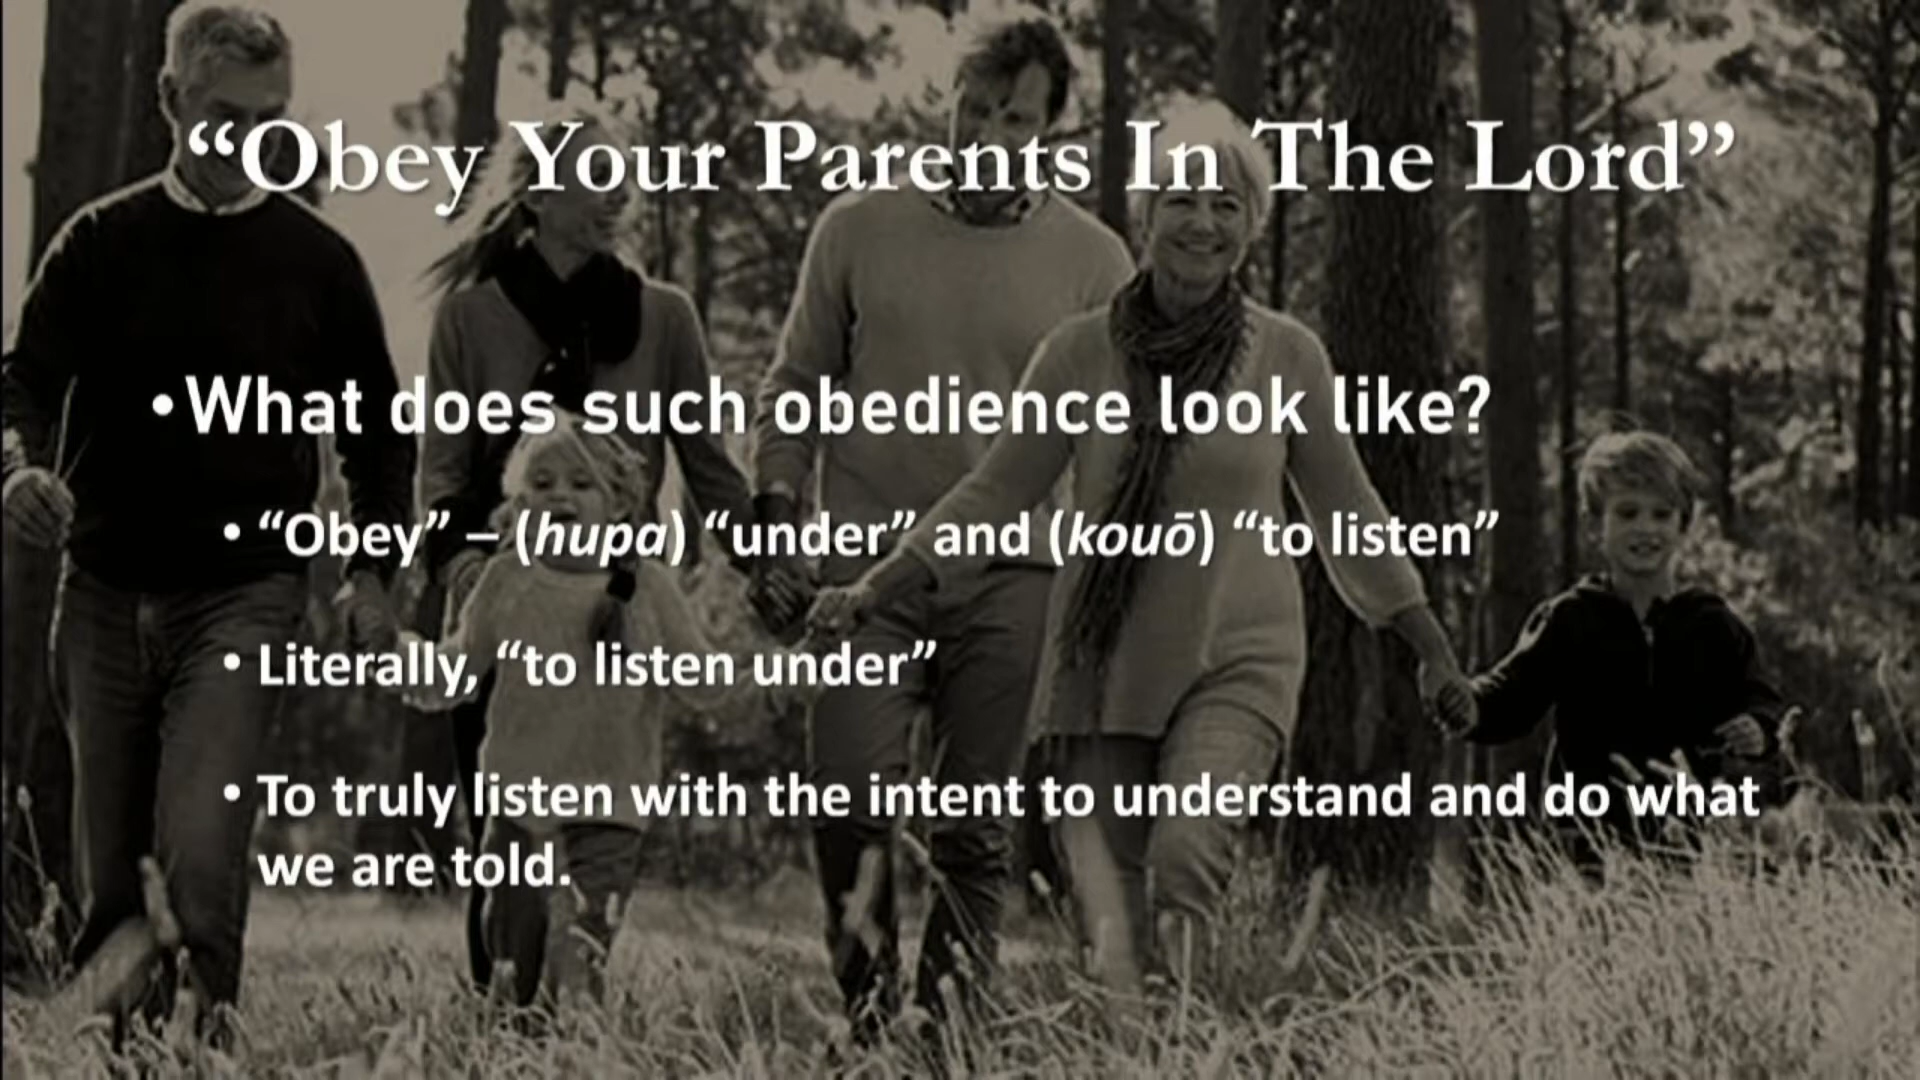 “Obey Your Parents In The Lord”
•What does such obedience look like?
• “Obey” – (hupa) “under” and (kouō) “to listen”
• Literally, “to listen under”
• To truly listen with the intent to understand and do what
we are told.